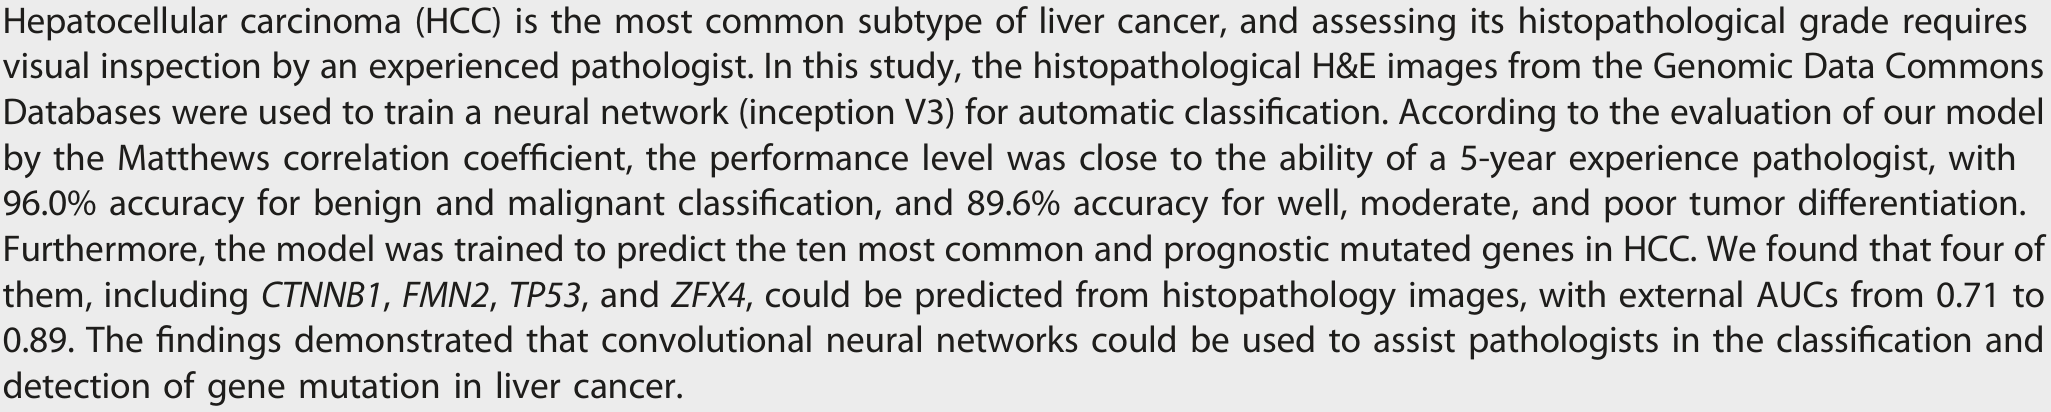 Hepatocellular carcinoma (HCC) is the most common subtype of liver cancer, and assessing its histopathological grade requires
visual inspection by an experienced pathologist. In this study, the histopathological H&E images from the Genomic Data Commons
Databases were used to train a neural network (inception V3) for automatic classification. According to the evaluation of our model
by the Matthews correlation coefficient, the performance level was close to the ability of a 5-year experience pathologist, with
96.0% accuracy for benign and malignant classification, and 89.6% accuracy for well, moderate, and poor tumor differentiation.
Furthermore, the model was trained to predict the ten most common and prognostic mutated genes in HCC. We found that four of
them, including CTNNB1, FMN2, TP53, and ZFX4, could be predicted from histopathology images, with external AUCs from 0.71 to
0.89. The findings demonstrated that convolutional neural networks could be used to assist pathologists in the classification and
detection of gene mutation in liver cancer.